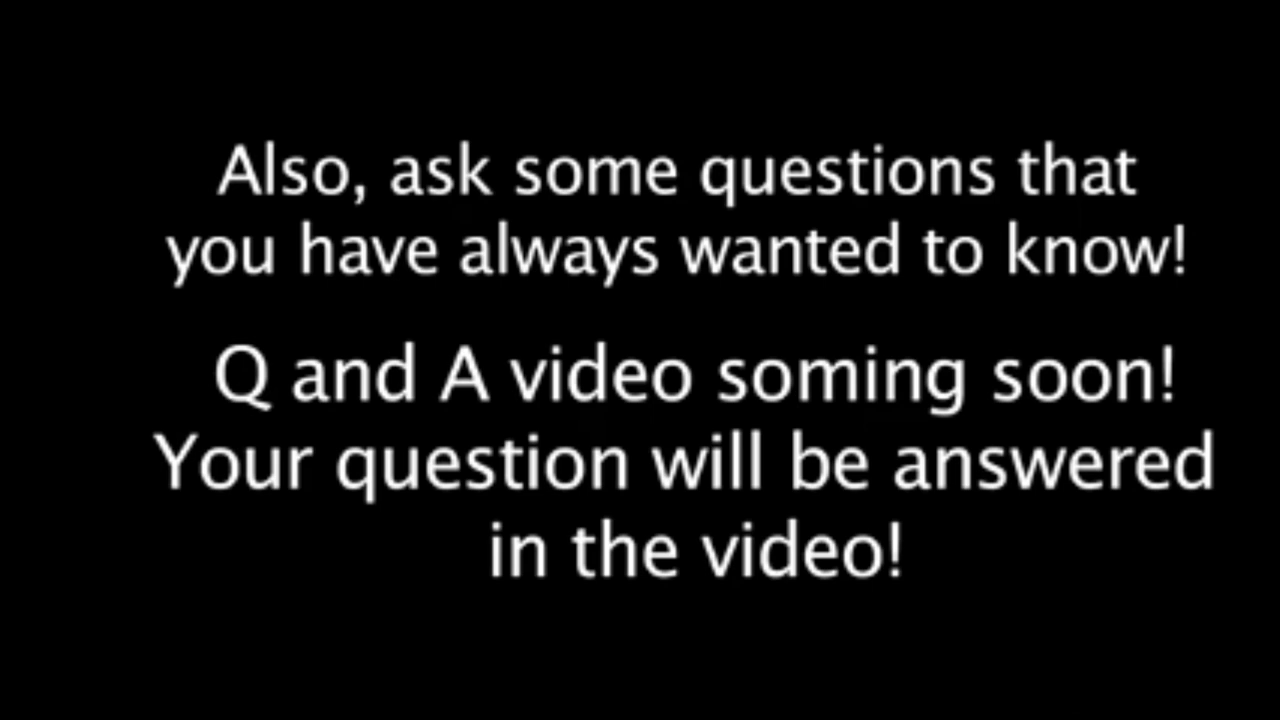 Also, ask some questions that
you have always wanted to know!
Q and A video soming soon!
Your question will be answered
in the video!